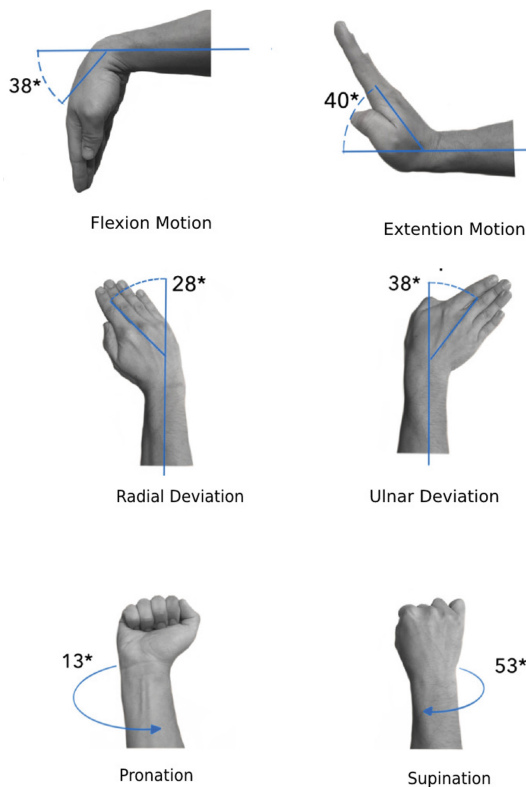 38*
40*
Flexion Motion
Extention Motion
28*
38*
Radial Deviation
Ulnar Deviation
13*
53*
Pronation
Supination